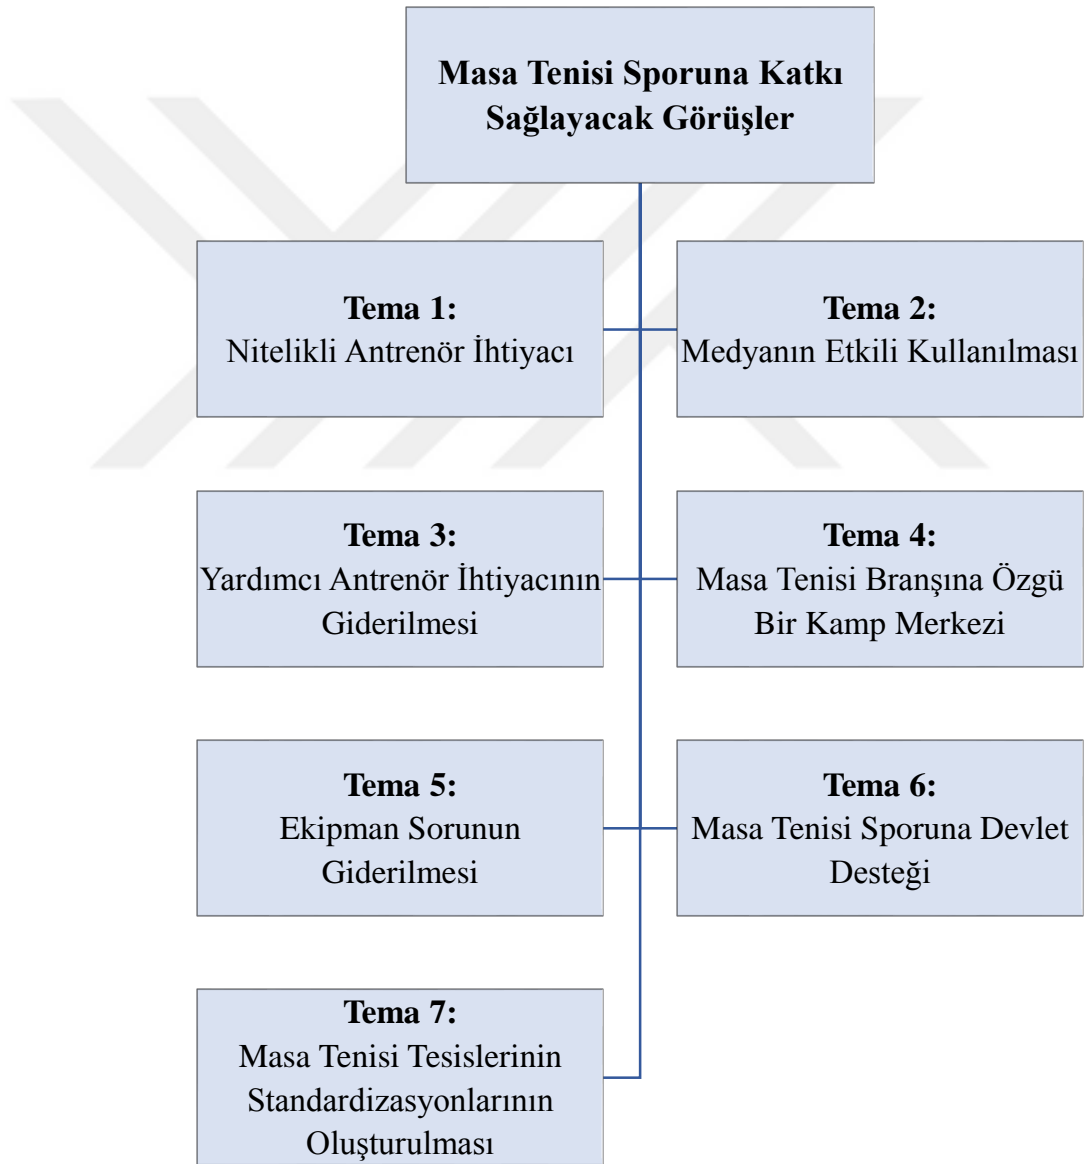 Masa Tenisi Sporuna Katkı
Sağlayacak Görüşler
Tema 1:
Nitelikli Antrenör İhtiyacı
Tema 2:
Medyanın Etkili Kullanılması
Tema 3:
Yardımcı Antrenör İhtiyacının
Giderilmesi
Tema 4:
Masa Tenisi Branşına Özgü
Bir Kamp Merkezi
Tema 5:
Ekipman Sorunun
Giderilmesi
Tema 6:
Masa Tenisi Sporuna Devlet
Desteği
Tema 7:
Masa Tenisi Tesislerinin
Standardizasyonlarının
Oluşturulması